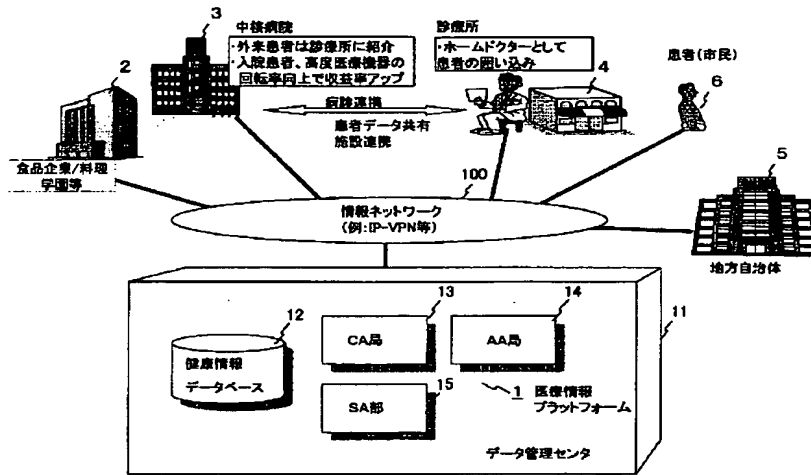 3
中核病院
・外来患者は診療所に紹介
・入院患者、高度医療機器の
回転率向上で収益率アップ
診療所
・ホームドクターとして
患者の囲い込み
4
患者(市民)
6
2
病診連携
患者データ共有
施設連携
食品企業/料理
学園等
100
情報ネットワーク
(例:IP-VPN等)
5
地方自治体
12
健康情報
データベース
13
CA局
14
AA局
11
15
SA部
1 医療情報
プラットフォーム
データ管理センタ